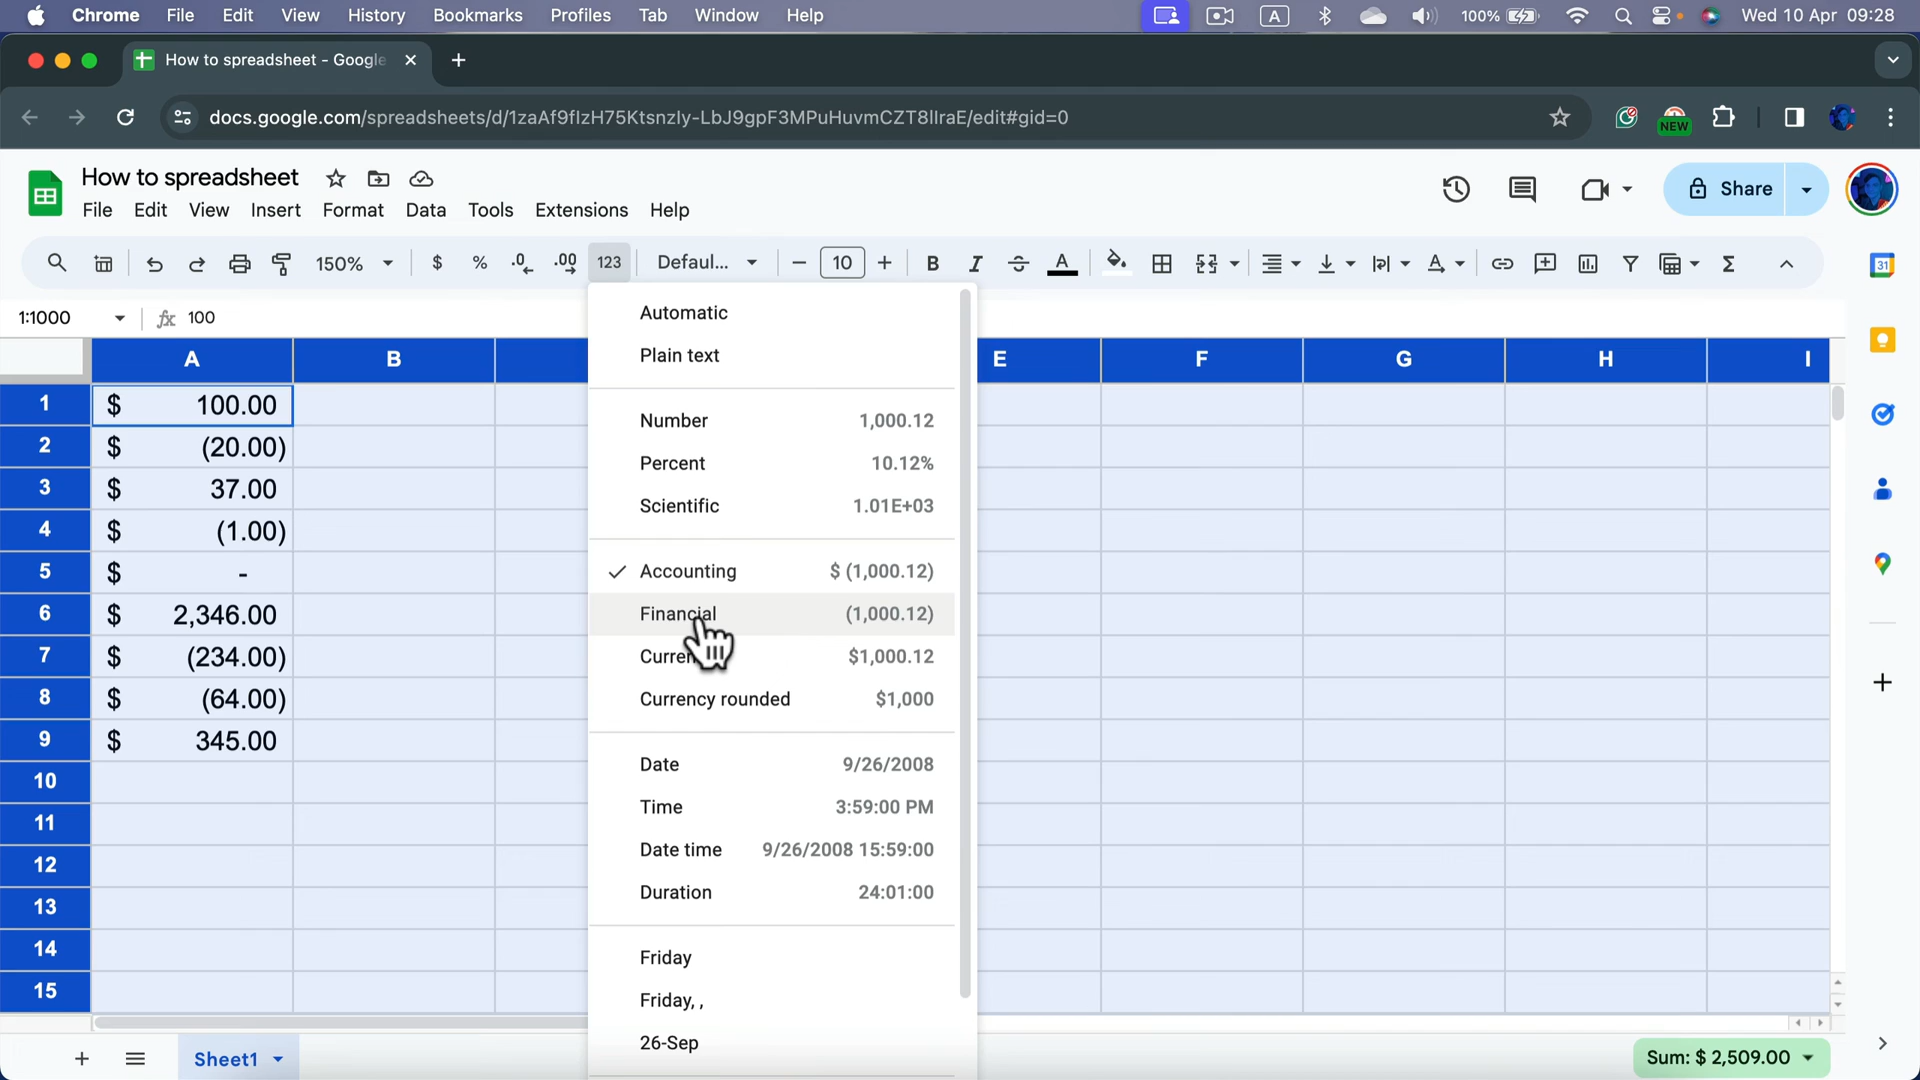 Chrome File Edit View History Bookmarks Profiles Tab Window Help A 100% Wed 10 Apr 09:28
How to spreadsheet - Google
docs.google.com/spreadsheets/d/1zaAf9fIzH75Ktsnzly-LbJ9gpF3MPuHuvmCZT8lIraE/edit#gid=0
NEW
How to spreadsheet
Share
File Edit View Insert Format Data Tools Extensions Help
150% $ % .0 .00 123 Defaul... 10 B I S A Σ
31
1:1000 fx 100
A B E F G H I
1 $ 100.00
2 $ (20.00)
3 $ 37.00
4 $ (1.00)
5 $ -
6 $ 2,346.00
7 $ (234.00)
8 $ (64.00)
9 $ 345.00
10
11
12
13
14
15
Automatic
Plain text
Number 1,000.12
Percent 10.12%
Scientific 1.01E+03
Accounting $ (1,000.12)
Financial (1,000.12)
Curren $1,000.12
Currency rounded $1,000
Date 9/26/2008
Time 3:59:00 PM
Date time 9/26/2008 15:59:00
Duration 24:01:00
Friday
Friday, ,
26-Sep
Sheet1
Sum: $ 2,509.00